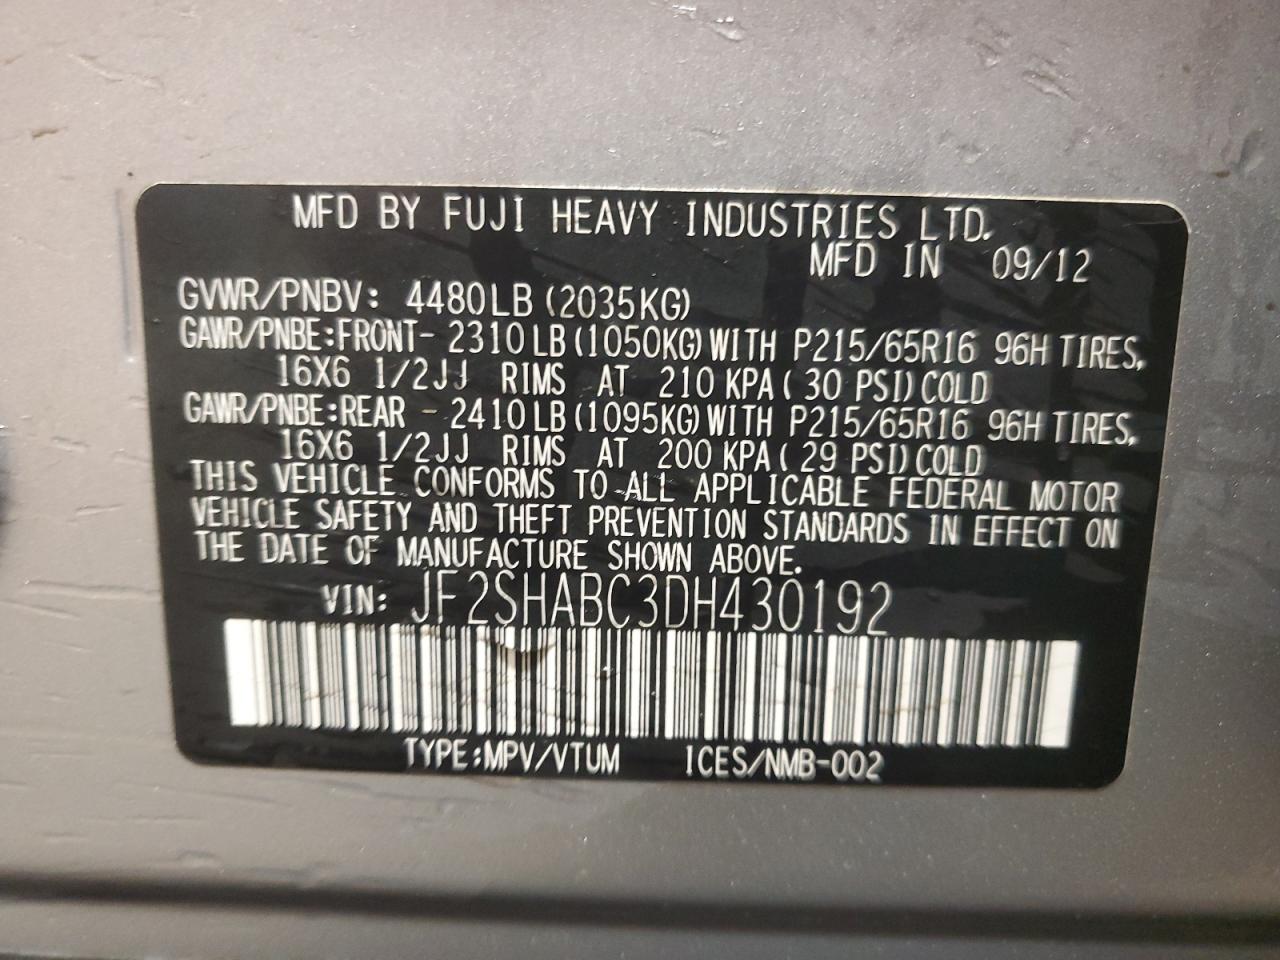 MFD BY FUJI HEAVY INDUSTRIES LTD.
MFD IN 09/12
GVWR/PNBV: 4480LB (2035KG)
GAWR/PNBE:FRONT- 2310 LB (1050KG) WITH P215/65R16 96H TIRES,
16X6 1/2JJ RIMS AT 210 KPA ( 30 PSI) COLD
GAWR/PNBE:REAR - 2410 LB (1095KG) WITH P215/65R16 96H TIRES,
16X6 1/2JJ RIMS AT 200 KPA ( 29 PSI) COLD
THIS VEHICLE CONFORMS TO ALL APPLICABLE FEDERAL MOTOR
VEHICLE SAFETY AND THEFT PREVENTION STANDARDS IN EFFECT ON
THE DATE OF MANUFACTURE SHOWN ABOVE.
VIN: JF2SHABC3DH430192
TYPE:MPV/VTUM ICES/NMB-002